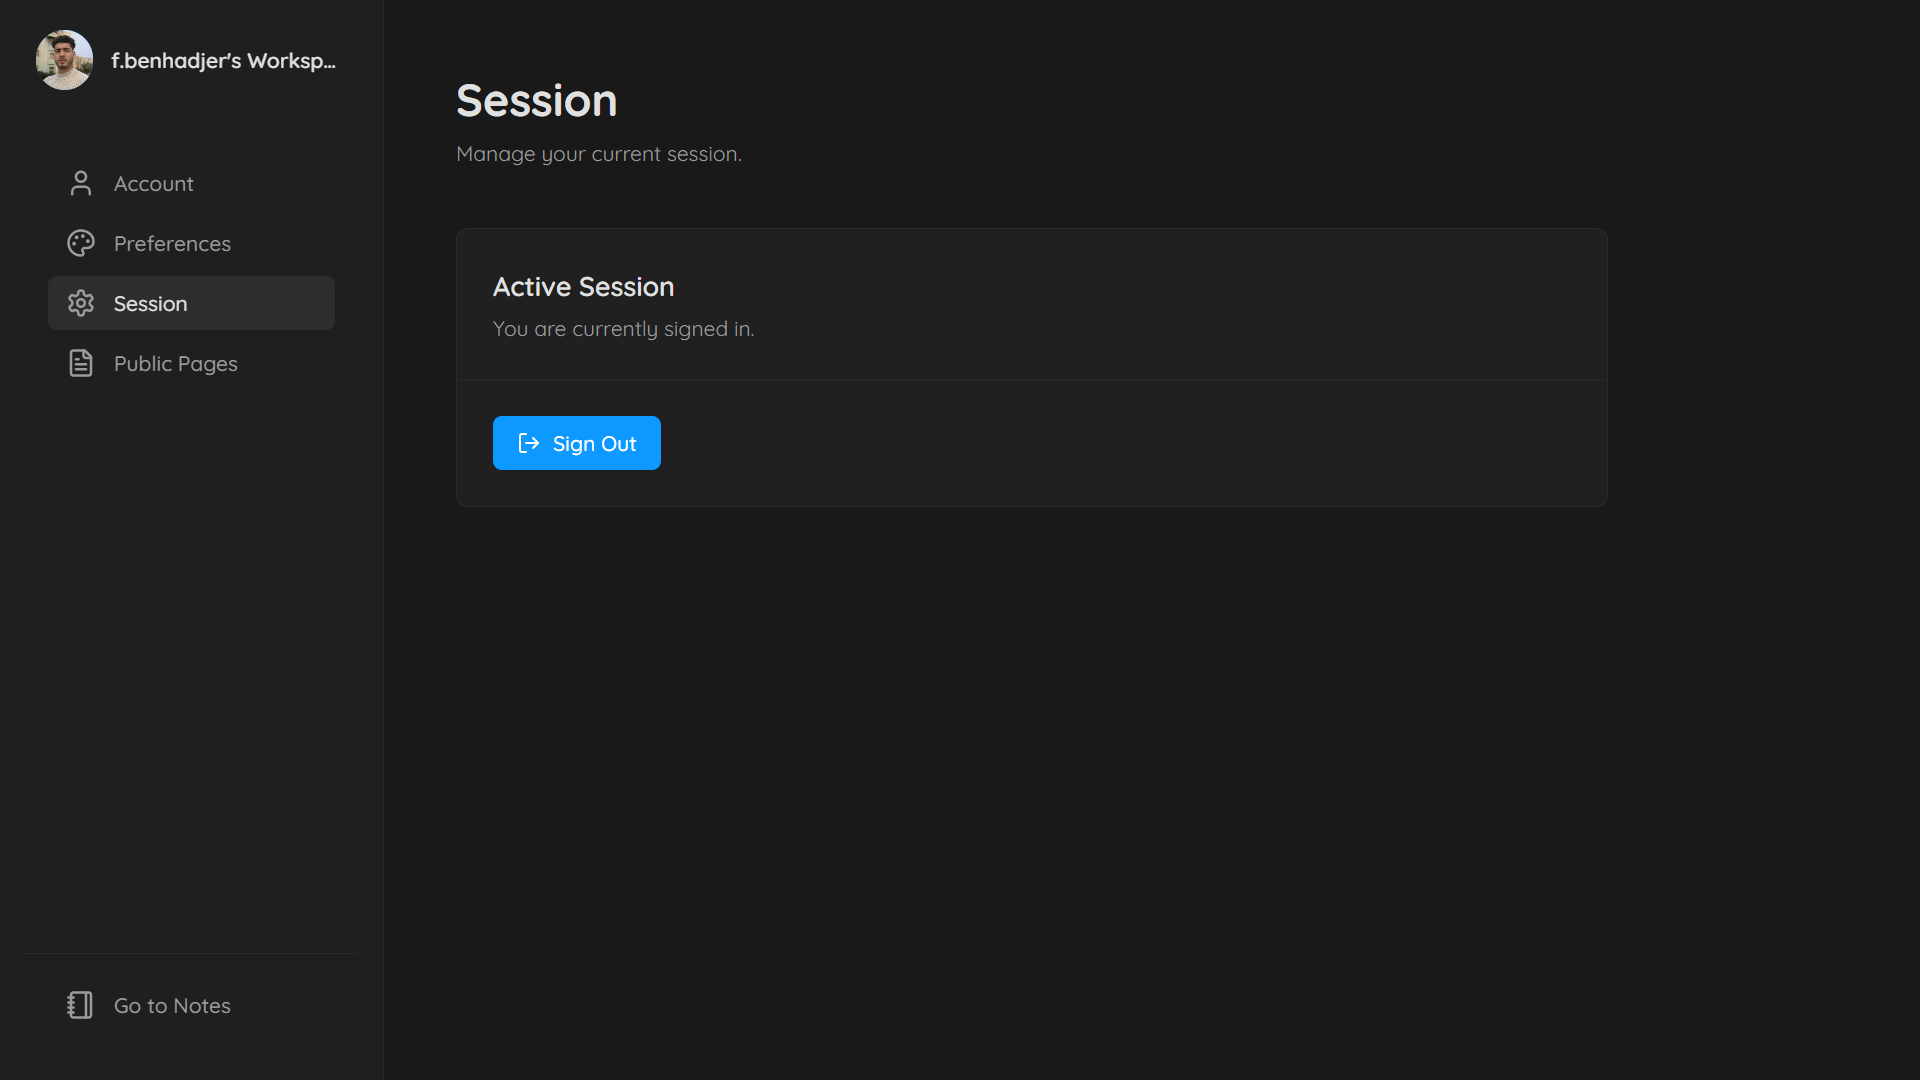 f.benhadjer's Worksp...
Account
Preferences
Session
Public Pages
Go to Notes
Session
Manage your current session.
Active Session
You are currently signed in.
Sign Out